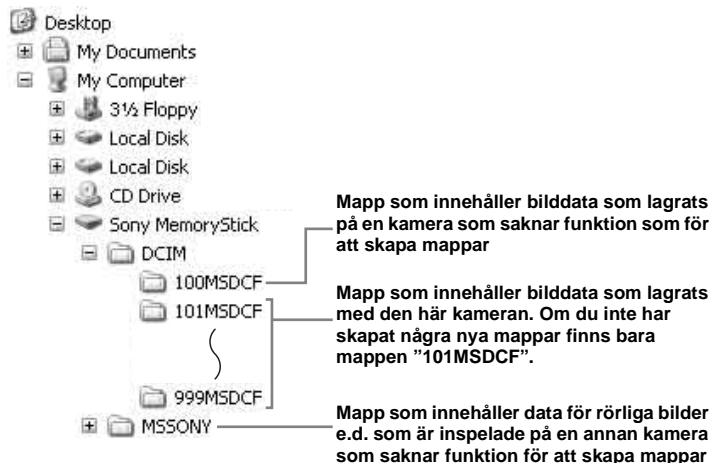 Desktop
My Documents
My Computer
3½ Floppy
Local Disk
Local Disk
CD Drive
Sony MemoryStick
DCIM
100MSDCF
101MSDCF
999MSDCF
MSSONY
Mapp som innehåller bilddata som lagrats
på en kamera som saknar funktion som för
att skapa mappar
Mapp som innehåller bilddata som lagrats
med den här kameran. Om du inte har
skapat några nya mappar finns bara
mappen ”101MSDCF”.
Mapp som innehåller data för rörliga bilder
e.d. som är inspelade på en annan kamera
som saknar funktion för att skapa mappar